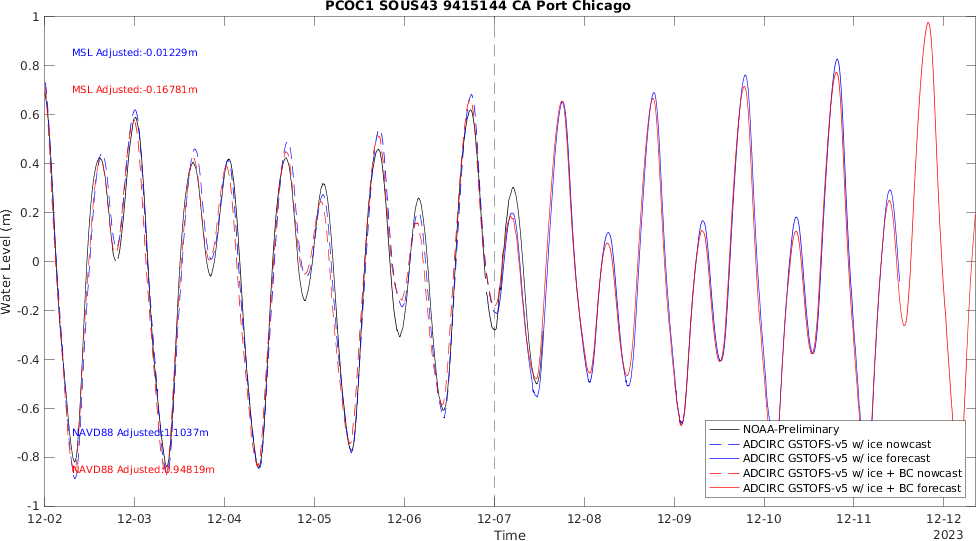 PCOC1 SOUS43 9415144 CA Port Chicago
1
0.8
0.6
0.4
0.2
0
-0.2
-0.4
-0.6
-0.8
-1
Water Level (m)
MSL Adjusted:-0.01229m
MSL Adjusted:-0.16781m
NAVD88 Adjusted:1.1037m
NAVD88 Adjusted:0.94819m
NOAA-Preliminary
ADCIRC GSTOFS-v5 w/ ice nowcast
ADCIRC GSTOFS-v5 w/ ice forecast
ADCIRC GSTOFS-v5 w/ ice + BC nowcast
ADCIRC GSTOFS-v5 w/ ice + BC forecast
12-02 12-03 12-04 12-05 12-06 12-07 12-08 12-09 12-10 12-11 12-12
2023
Time